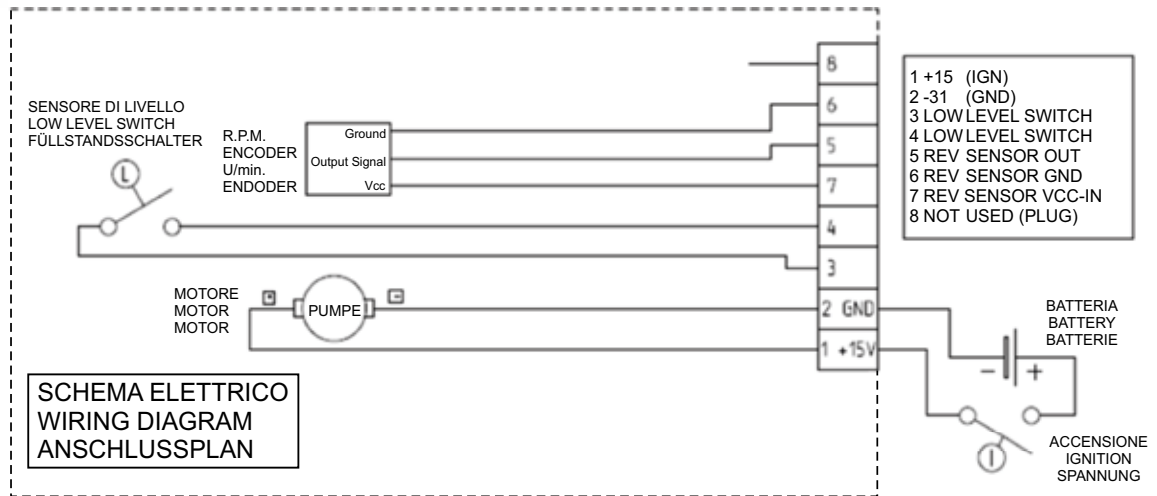 SENSORE DI LIVELLO
LOW LEVEL SWITCH
FÜLLSTANDSSCHALTER
L
R.P.M.
ENCODER
U/min.
ENDODER
Ground
Output Signal
Vcc
8
6
5
7
4
3
2 GND
1 +15V
1 +15 (IGN)
2 -31 (GND)
3 LOW LEVEL SWITCH
4 LOW LEVEL SWITCH
5 REV SENSOR OUT
6 REV SENSOR GND
7 REV SENSOR VCC-IN
8 NOT USED (PLUG)
MOTORE
MOTOR
MOTOR
PUMPE
BATTERIA
BATTERY
BATTERIE
- +
I
ACCENSIONE
IGNITION
SPANNUNG
SCHEMA ELETTRICO
WIRING DIAGRAM
ANSCHLUSSPLAN